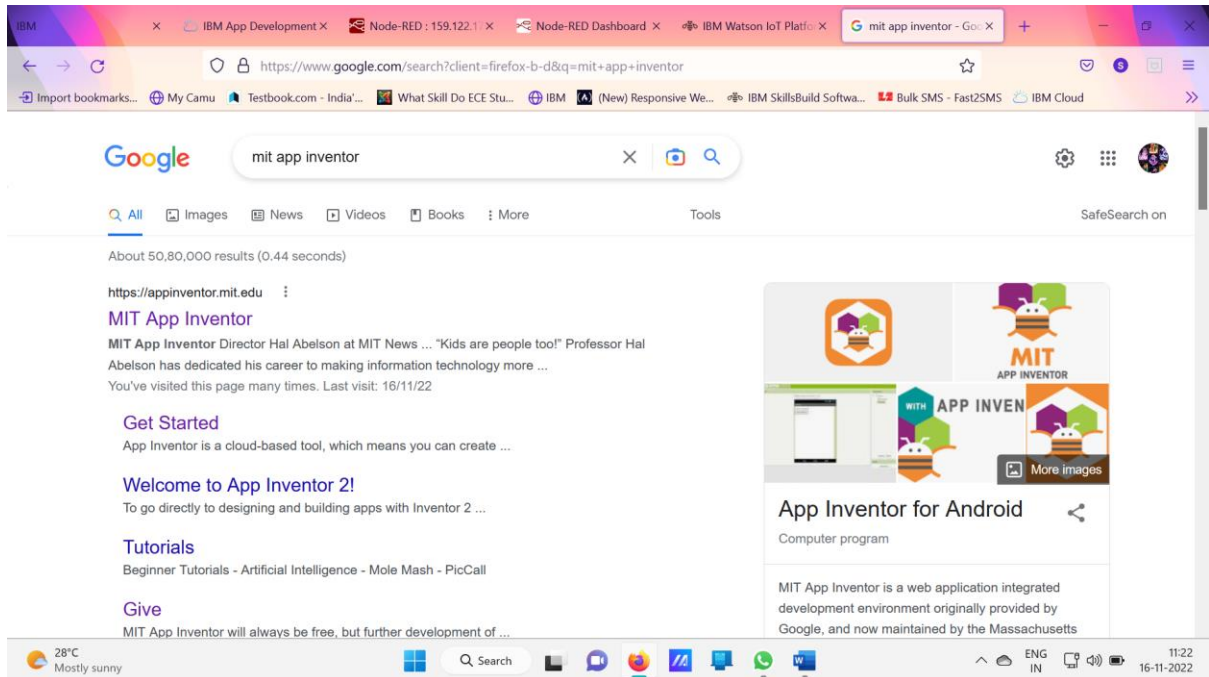 IBM
IBM App Development
Node-RED : 159.122.17
Node-RED Dashboard
IBM Watson IoT Platfo
mit app inventor - Goo
https://www.google.com/search?client=firefox-b-d&q=mit+app+inventor
Import bookmarks... My Camu Testbook.com - India'... What Skill Do ECE Stu... IBM (New) Responsive We... IBM SkillsBuild Softwa... Bulk SMS - Fast2SMS IBM Cloud
Google
mit app inventor
All Images News Videos Books More Tools SafeSearch on
About 50,80,000 results (0.44 seconds)
https://appinventor.mit.edu
MIT App Inventor
MIT App Inventor Director Hal Abelson at MIT News ... “Kids are people too!” Professor Hal
Abelson has dedicated his career to making information technology more ...
You've visited this page many times. Last visit: 16/11/22
Get Started
App Inventor is a cloud-based tool, which means you can create ...
Welcome to App Inventor 2!
To go directly to designing and building apps with Inventor 2 ...
Tutorials
Beginner Tutorials - Artificial Intelligence - Mole Mash - PicCall
Give
MIT App Inventor will always be free, but further development of ...
MIT
APP INVENTOR
WITH APP INVEN
More images
App Inventor for Android
Computer program
MIT App Inventor is a web application integrated
development environment originally provided by
Google, and now maintained by the Massachusetts
28°C
Mostly sunny
Search
ENG
IN
11:22
16-11-2022